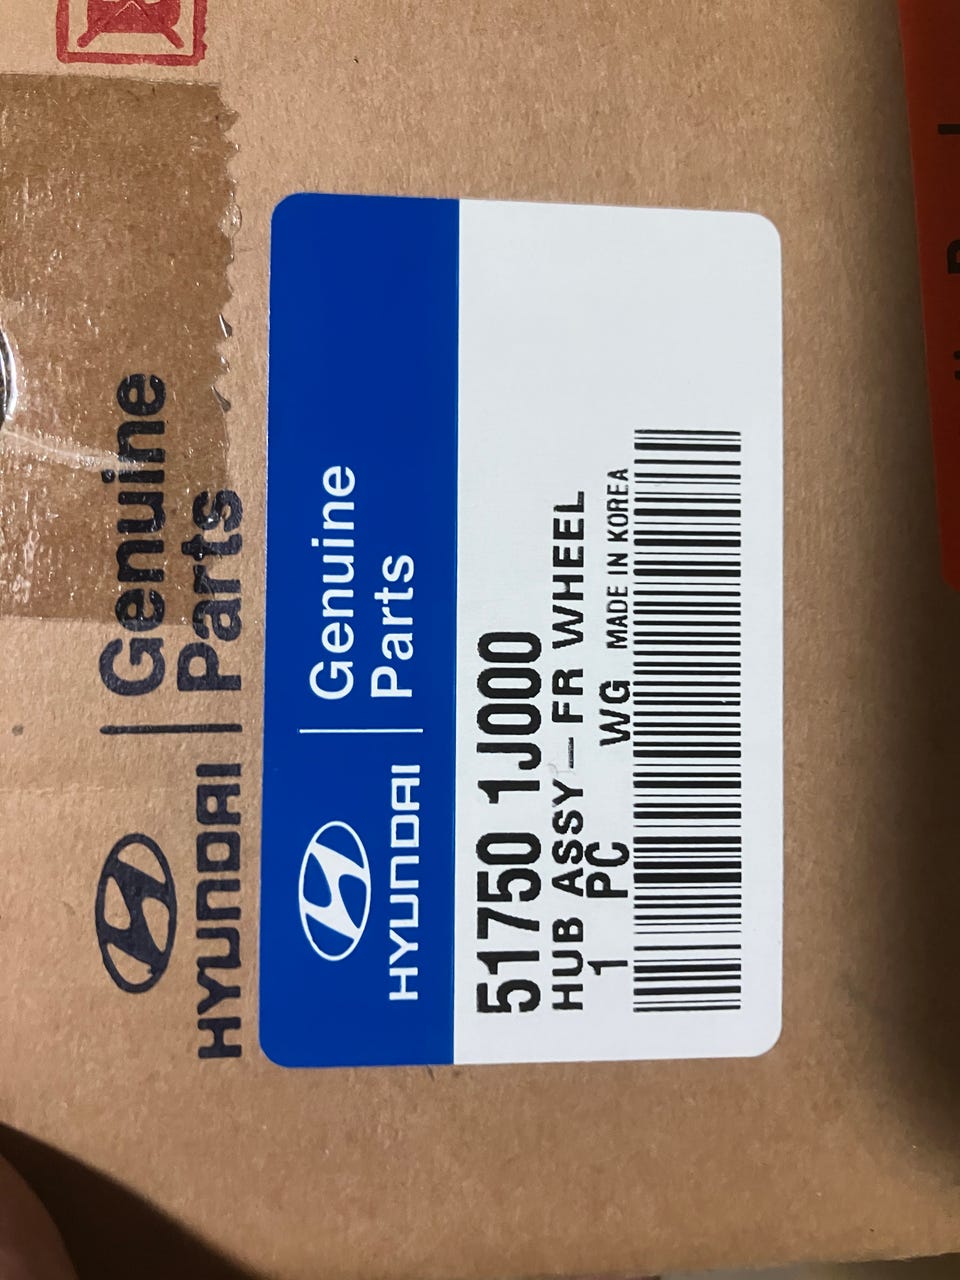 Genuine
HYUNDAI | Parts
Genuine
HYUNDAI | Parts
51750 1J000
HUB ASSY-FR WHEEL
1 PC WG MADE IN KOREA